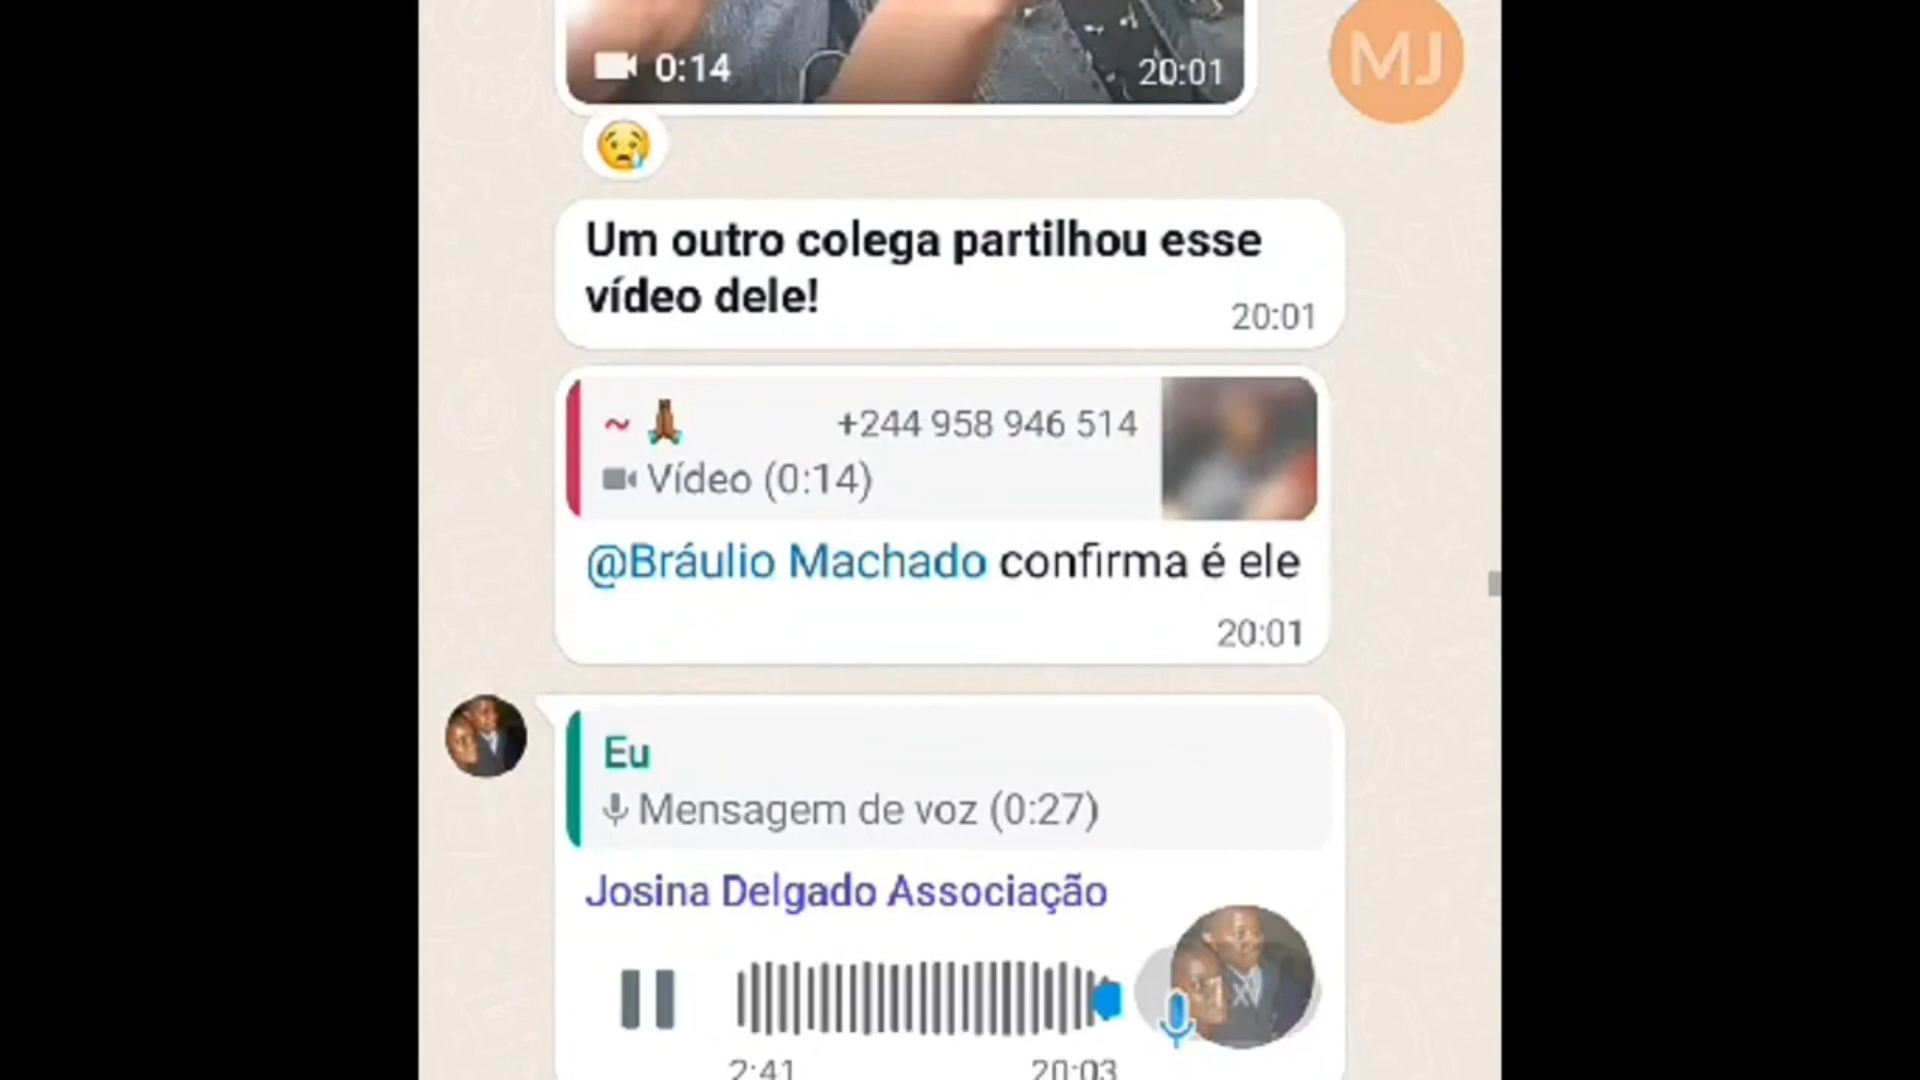 0:14
20:01
MJ
Um outro colega partilhou esse
vídeo dele!
20:01
~ +244 958 946 514
Vídeo (0:14)
@Bráulio Machado confirma é ele
20:01
Eu
Mensagem de voz (0:27)
Josina Delgado Associação
2:41 20:03